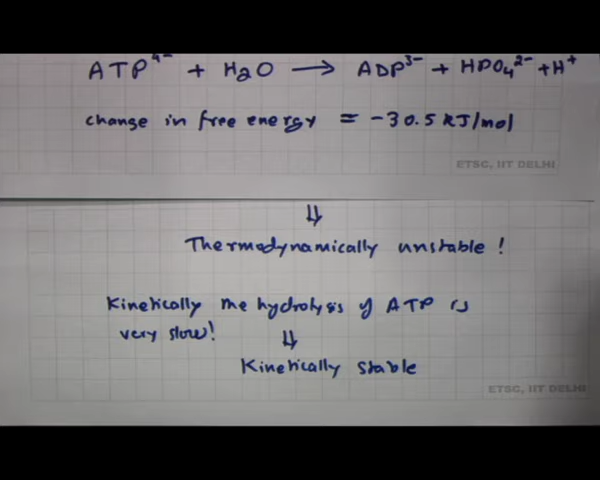 ATP⁴⁻ + H₂O ⟶ ADP³⁻ + HPO₄²⁻ + H⁺
change in free energy = -30.5 KJ/mol
ETSC, IIT DELHI
⇓
Thermodynamically unstable !
Kinetically the hydrolysis of ATP is
very slow!
⇓
Kinetically stable
ETSC, IIT DELHI